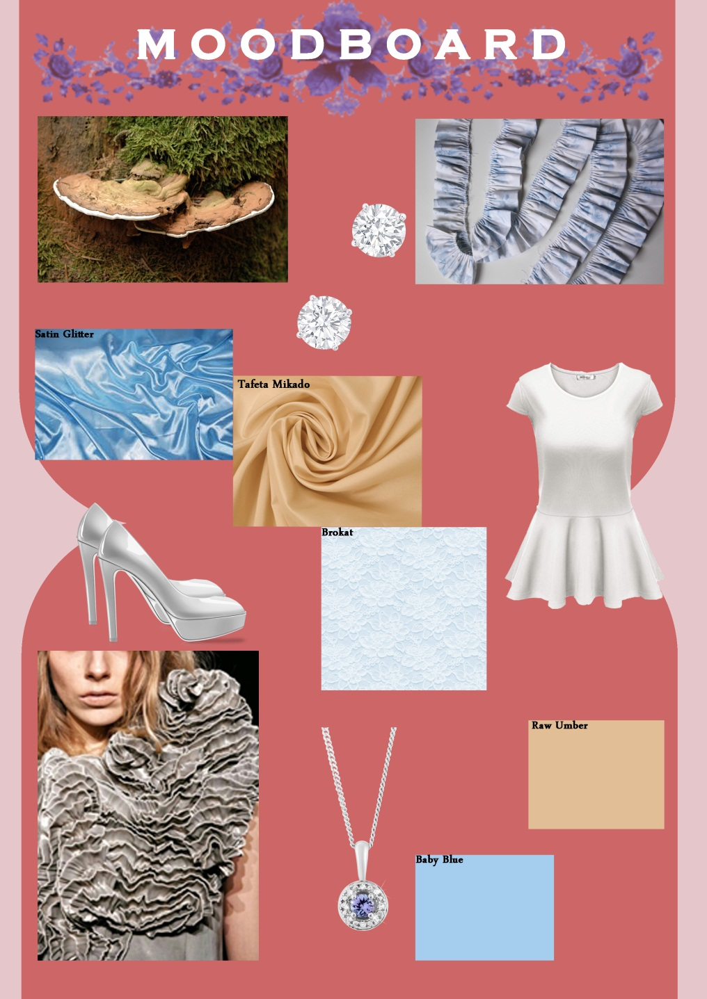 MOODBOARD
Satin Glitter
Tafeta Mikado
Brokat
Raw Umber
Baby Blue